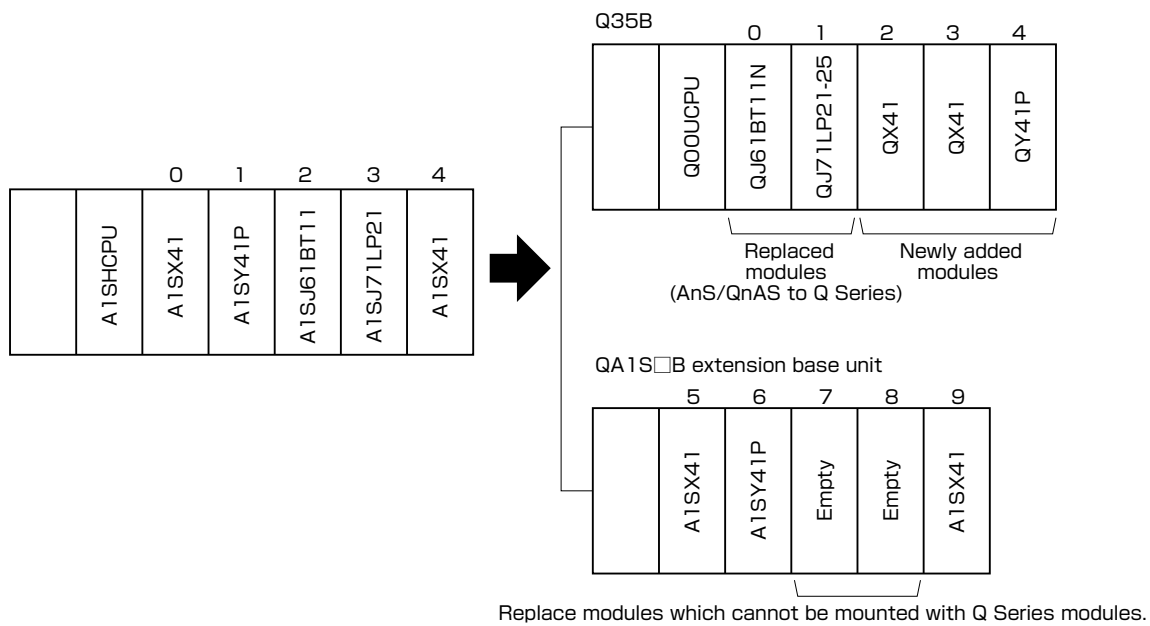 Q35B
0 1 2 3 4
Q00UCPU
QJ61BT11N
QJ71LP21-25
QX41
QX41
QY41P
Replaced
modules
(AnS/QnAS to Q Series)
Newly added
modules
0 1 2 3 4
A1SHCPU
A1SX41
A1SY41P
A1SJ61BT11
A1SJ71LP21
A1SX41
QA1S□B extension base unit
5 6 7 8 9
A1SX41
A1SY41P
Empty
Empty
A1SX41
Replace modules which cannot be mounted with Q Series modules.